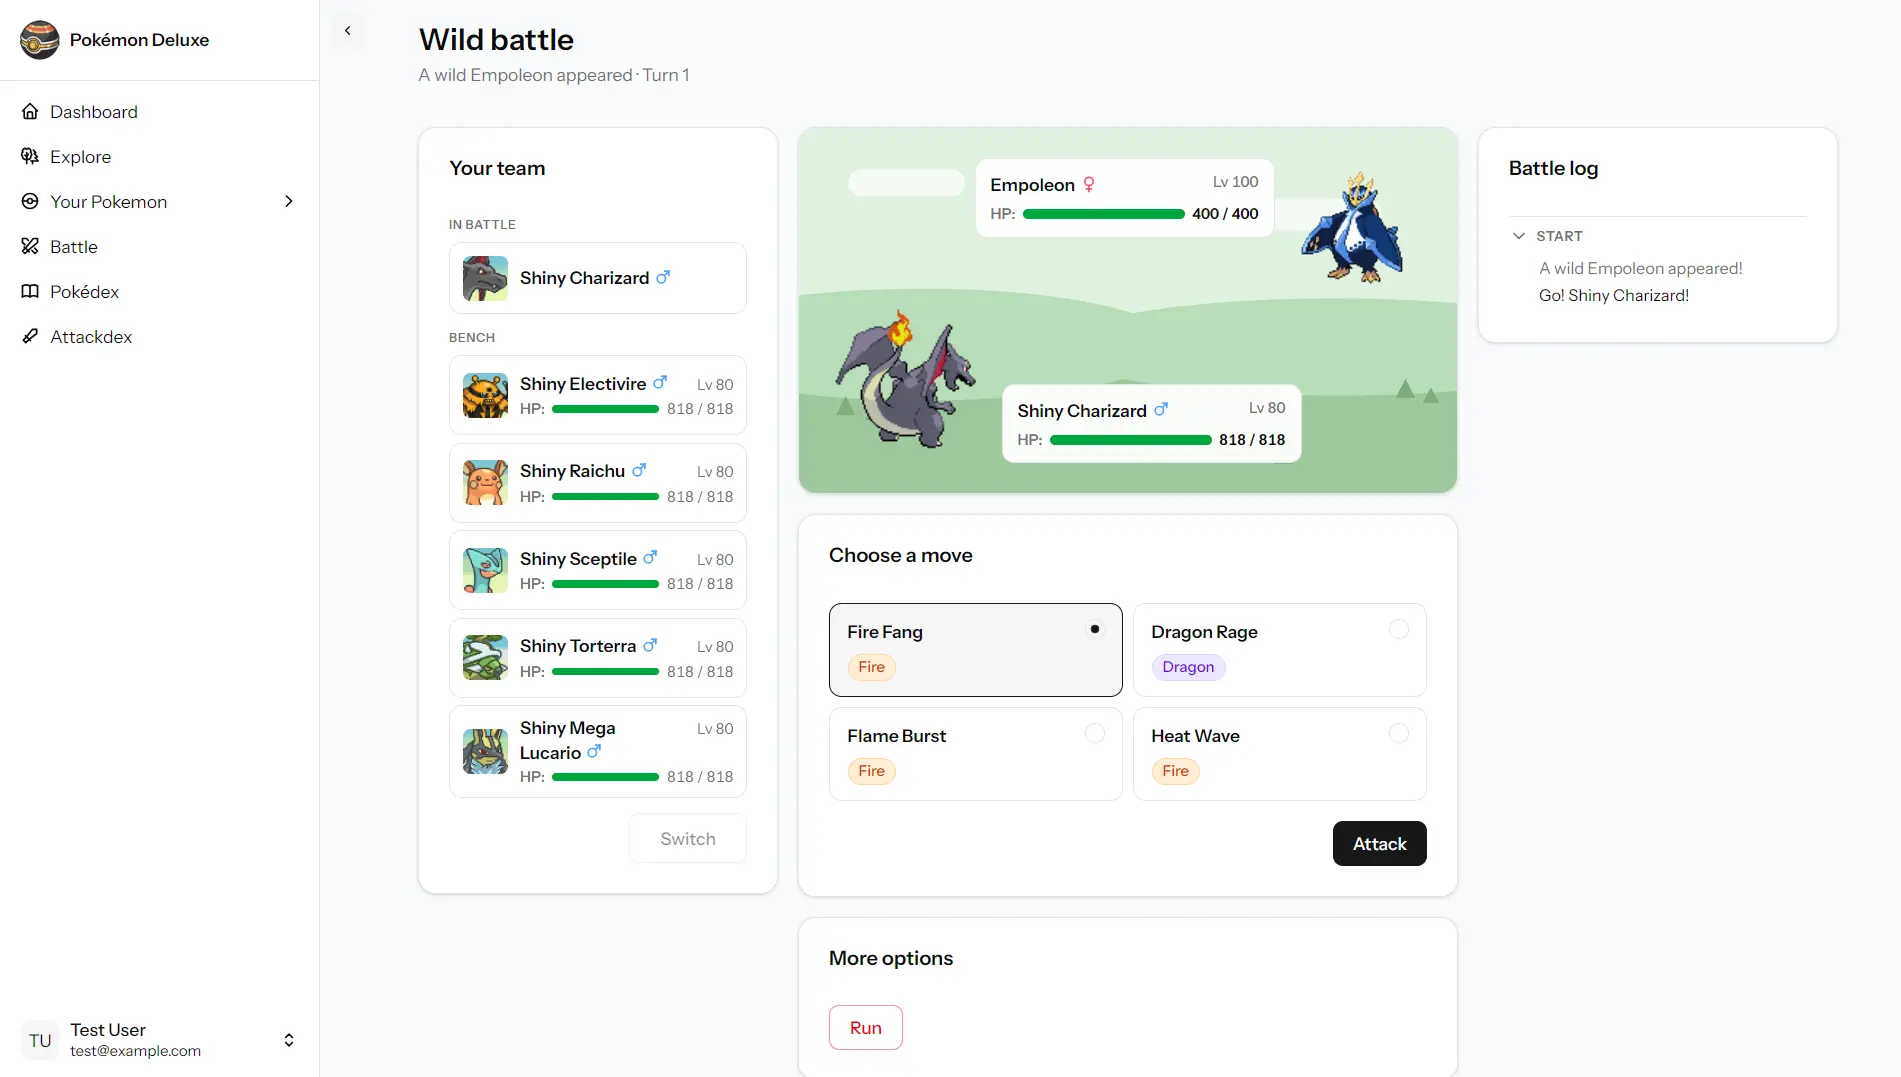 Pokémon Deluxe
Dashboard
Explore
Your Pokemon
Battle
Pokédex
Attackdex
TU
Test User
test@example.com
Wild battle
A wild Empoleon appeared · Turn 1
Your team
IN BATTLE
Shiny Charizard ♂
BENCH
Shiny Electivire ♂ Lv 80
HP: 818 / 818
Shiny Raichu ♂ Lv 80
HP: 818 / 818
Shiny Sceptile ♂ Lv 80
HP: 818 / 818
Shiny Torterra ♂ Lv 80
HP: 818 / 818
Shiny Mega Lv 80
Lucario ♂
HP: 818 / 818
Switch
Empoleon ♀ Lv 100
HP: 400 / 400
Shiny Charizard ♂ Lv 80
HP: 818 / 818
Choose a move
Fire Fang
Fire
Dragon Rage
Dragon
Flame Burst
Fire
Heat Wave
Fire
Attack
More options
Run
Battle log
START
A wild Empoleon appeared!
Go! Shiny Charizard!